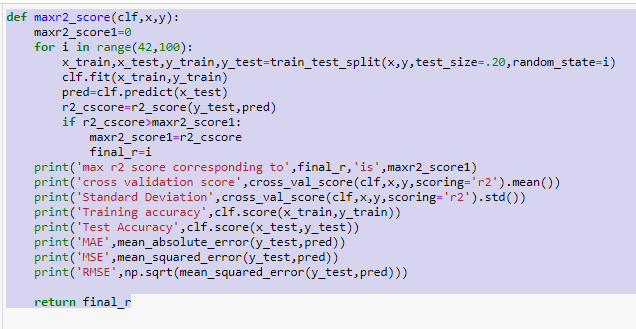 def maxr2_score(clf,x,y):
    maxr2_score1=0
    for i in range(42,100):
        x_train,x_test,y_train,y_test=train_test_split(x,y,test_size=.20,random_state=i)
        clf.fit(x_train,y_train)
        pred=clf.predict(x_test)
        r2_cscore=r2_score(y_test,pred)
        if r2_cscore>maxr2_score1:
            maxr2_score1=r2_cscore
            final_r=i
    print('max r2 score corresponding to',final_r,'is',maxr2_score1)
    print('cross validation score',cross_val_score(clf,x,y,scoring='r2').mean())
    print('Standard Deviation',cross_val_score(clf,x,y,scoring='r2').std())
    print('Training accuracy',clf.score(x_train,y_train))
    print('Test Accuracy',clf.score(x_test,y_test))
    print('MAE',mean_absolute_error(y_test,pred))
    print('MSE',mean_squared_error(y_test,pred))
    print('RMSE',np.sqrt(mean_squared_error(y_test,pred)))
    return final_r